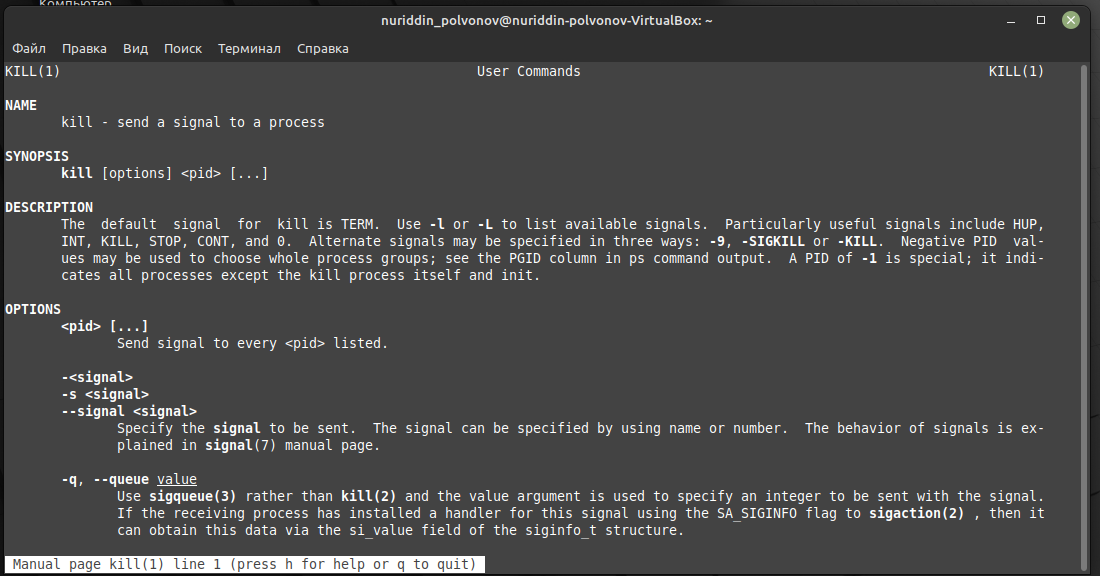 Компьютер
nuriddin_polvonov@nuriddin-polvonov-VirtualBox: ~
Файл Правка Вид Поиск Терминал Справка
KILL(1) User Commands KILL(1)
NAME
kill - send a signal to a process
SYNOPSIS
kill [options] <pid> [...]
DESCRIPTION
The default signal for kill is TERM. Use -l or -L to list available signals. Particularly useful signals include HUP,
INT, KILL, STOP, CONT, and 0. Alternate signals may be specified in three ways: -9, -SIGKILL or -KILL. Negative PID val-
ues may be used to choose whole process groups; see the PGID column in ps command output. A PID of -1 is special; it indi-
cates all processes except the kill process itself and init.
OPTIONS
<pid> [...]
Send signal to every <pid> listed.
-<signal>
-s <signal>
--signal <signal>
Specify the signal to be sent. The signal can be specified by using name or number. The behavior of signals is ex-
plained in signal(7) manual page.
-q, --queue value
Use sigqueue(3) rather than kill(2) and the value argument is used to specify an integer to be sent with the signal.
If the receiving process has installed a handler for this signal using the SA_SIGINFO flag to sigaction(2) , then it
can obtain this data via the si_value field of the siginfo_t structure.
Manual page kill(1) line 1 (press h for help or q to quit)